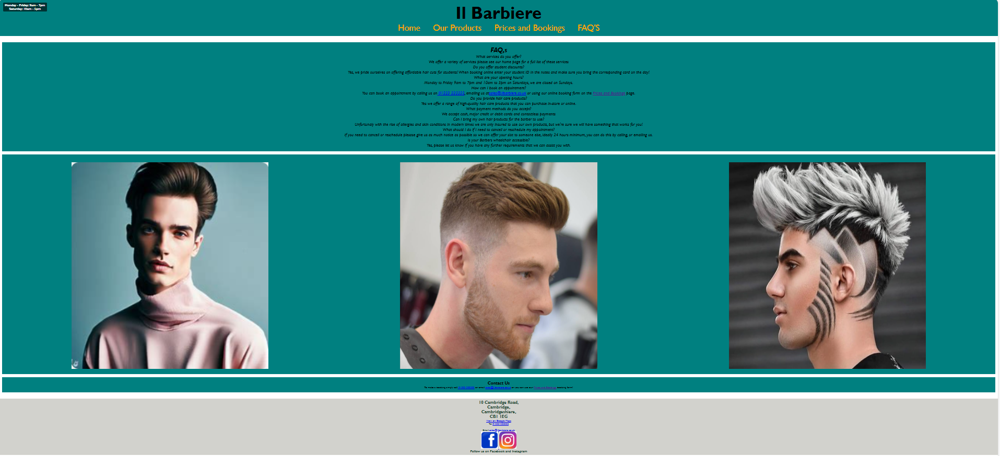 Monday - Friday: 9am - 7pm
Saturday: 10am - 5pm
Il Barbiere
Home Our Products Prices and Bookings FAQ'S
FAQ,s
What services do you offer?
We offer a variety of services please see our home page for a full list of these services
Do you offer student discounts?
Yes, we pride ourselves on offering affordable hair cuts for students! When booking online enter your student ID in the notes and make sure you bring the corresponding card on the day!
What are your opening hours?
Monday to Friday 9am to 7pm and 10am to 5pm on Saturdays, we are closed on Sundays.
How can I book an appointment?
You can book an appointment by calling us on 01223 222222, emailing us at sales@ilbarbiere.co.uk or using our online booking form on the Prices and Bookings page.
Do you provide hair care products?
Yes we offer a range of high-quality hair care products that you can purchase in-store or online.
What payment methods do you accept?
We accept cash, major credit or debit cards and contactless payments
Can I bring my own hair products for the barber to use?
Unfortunaly with the rise of allergies and skin conditions in modern times we are only insured to use our own products, but we're sure we will have something that works for you!
What should I do if I need to cancell or reschedule my appointment?
If you need to cancell or reschedule plesase give us as much notice as possible so we can offer your slot to someone else, ideally 24 hours minimum, you can do this by calling, or emailing us.
Is your Barbers wheelchair accessible?
Yes, please let us know if you have any further requirements that we can assist you with.
Contact Us
To make a booking simply call 01223 222222 or email sales@ilbarbiere.co.uk or you can use our Prices and Bookings booking form!
10 Cambridge Road,
Cambridge,
Cambridgeshiere,
CB1 1EG
View on Google Maps
Tel: 01223 222222
Email: sales@ilbarbiere.co.uk
Follow us on Facebook and Instagram